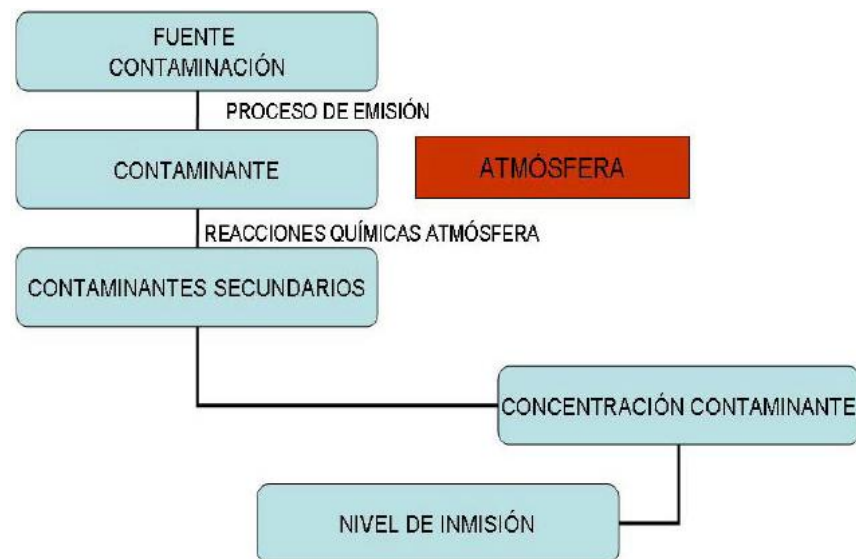 FUENTE
CONTAMINACIÓN
PROCESO DE EMISIÓN
CONTAMINANTE
ATMÓSFERA
REACCIONES QUÍMICAS ATMÓSFERA
CONTAMINANTES SECUNDARIOS
CONCENTRACIÓN CONTAMINANTE
NIVEL DE INMISIÓN